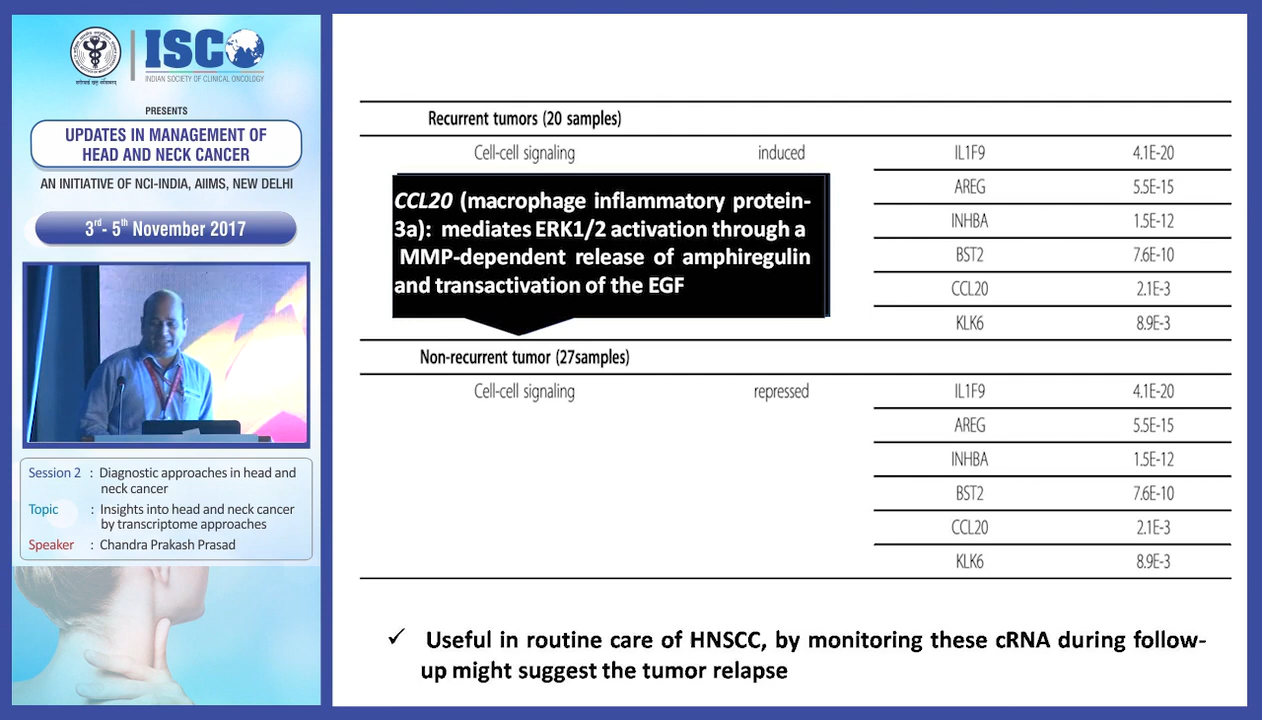 ISCO
INDIAN SOCIETY OF CLINICAL ONCOLOGY
PRESENTS
UPDATES IN MANAGEMENT OF
HEAD AND NECK CANCER
AN INITIATIVE OF NCI-INDIA, AIIMS, NEW DELHI
3rd- 5th November 2017
Session 2 : Diagnostic approaches in head and
neck cancer
Topic : Insights into head and neck cancer
by transcriptome approaches
Speaker : Chandra Prakash Prasad
Recurrent tumors (20 samples)
Cell-cell signaling induced IL1F9 4.1E-20
AREG 5.5E-15
INHBA 1.5E-12
BST2 7.6E-10
CCL20 2.1E-3
KLK6 8.9E-3
CCL20 (macrophage inflammatory protein-
3a): mediates ERK1/2 activation through a
MMP-dependent release of amphiregulin
and transactivation of the EGF
Non-recurrent tumor (27samples)
Cell-cell signaling repressed IL1F9 4.1E-20
AREG 5.5E-15
INHBA 1.5E-12
BST2 7.6E-10
CCL20 2.1E-3
KLK6 8.9E-3
✓ Useful in routine care of HNSCC, by monitoring these cRNA during follow-
up might suggest the tumor relapse